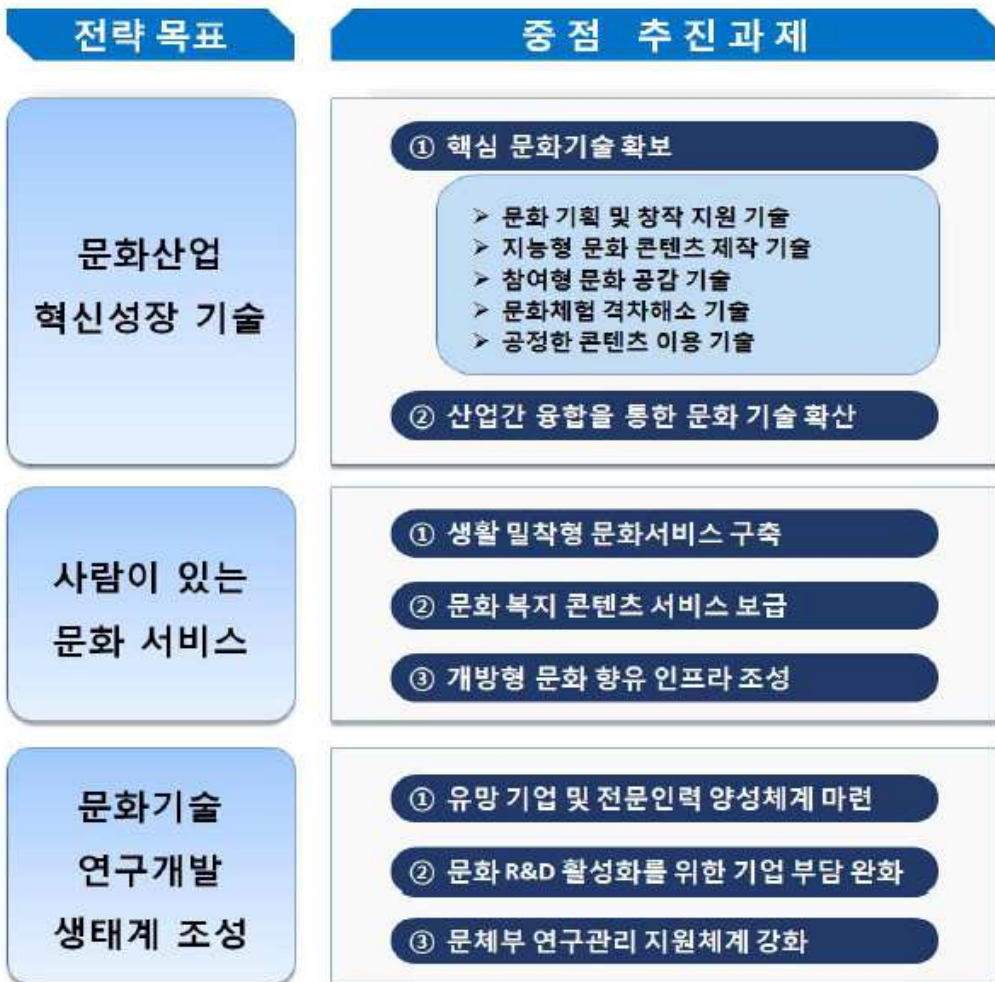 전략 목표
중점 추진과제
문화산업
혁신성장 기술
① 핵심 문화기술 확보
➢ 문화 기획 및 창작 지원 기술
➢ 지능형 문화 콘텐츠 제작 기술
➢ 참여형 문화 공감 기술
➢ 문화체험 격차해소 기술
➢ 공정한 콘텐츠 이용 기술
② 산업간 융합을 통한 문화 기술 확산
사람이 있는
문화 서비스
① 생활 밀착형 문화서비스 구축
② 문화 복지 콘텐츠 서비스 보급
③ 개방형 문화 향유 인프라 조성
문화기술
연구개발
생태계 조성
① 유망 기업 및 전문인력 양성체계 마련
② 문화 R&D 활성화를 위한 기업 부담 완화
③ 문체부 연구관리 지원체계 강화